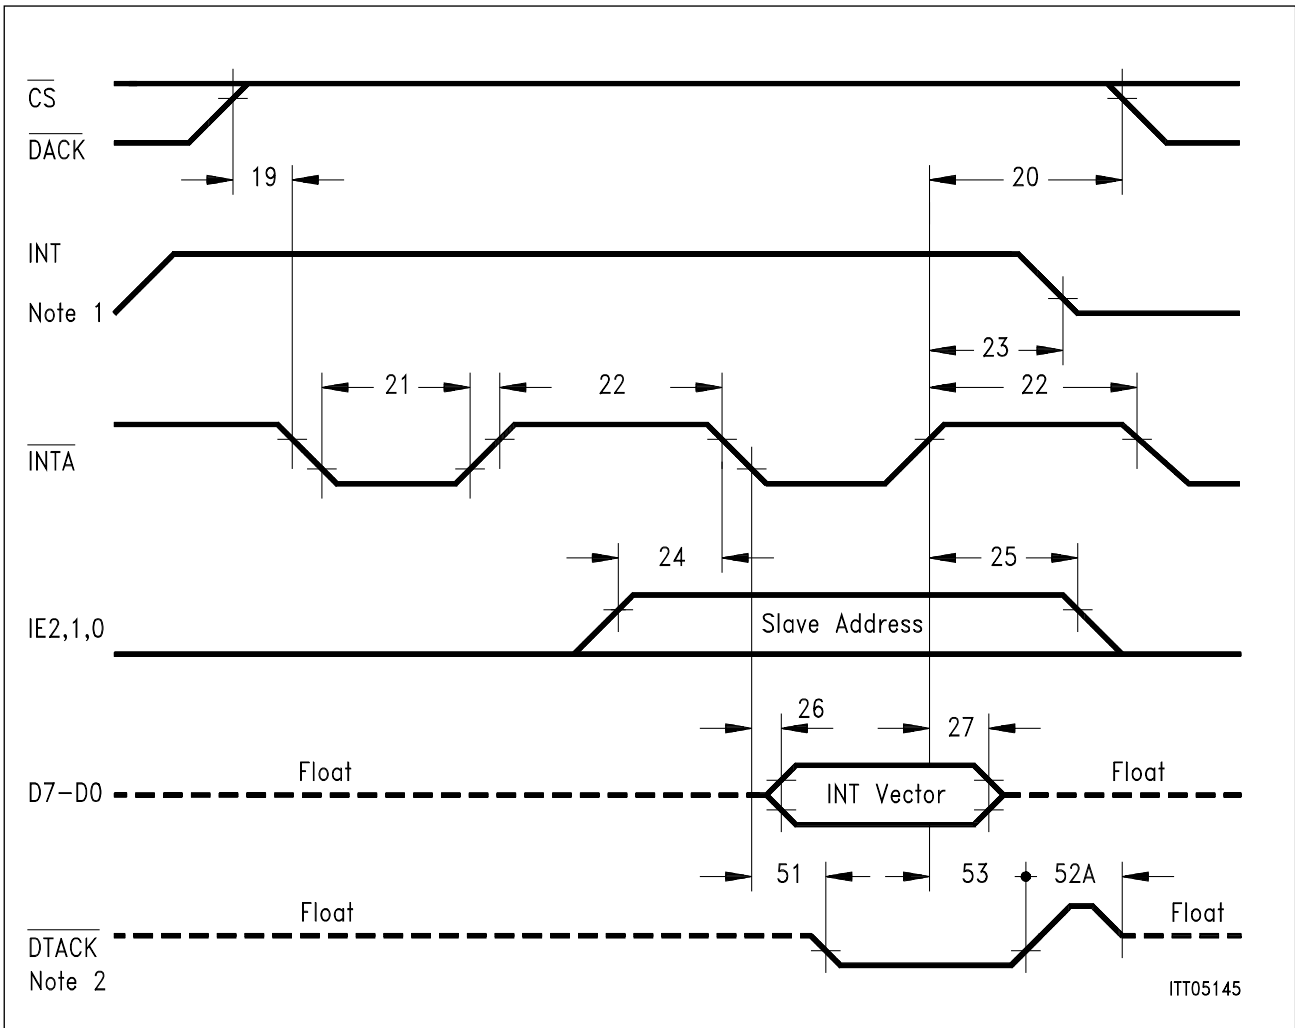 CS
DACK
19
20
INT
Note 1
23
21
22
22
INTA
24
25
IE2,1,0
Slave Address
26
27
Float
Float
D7-D0
INT Vector
51
53
52A
Float
Float
DTACK
Note 2
ITT05145